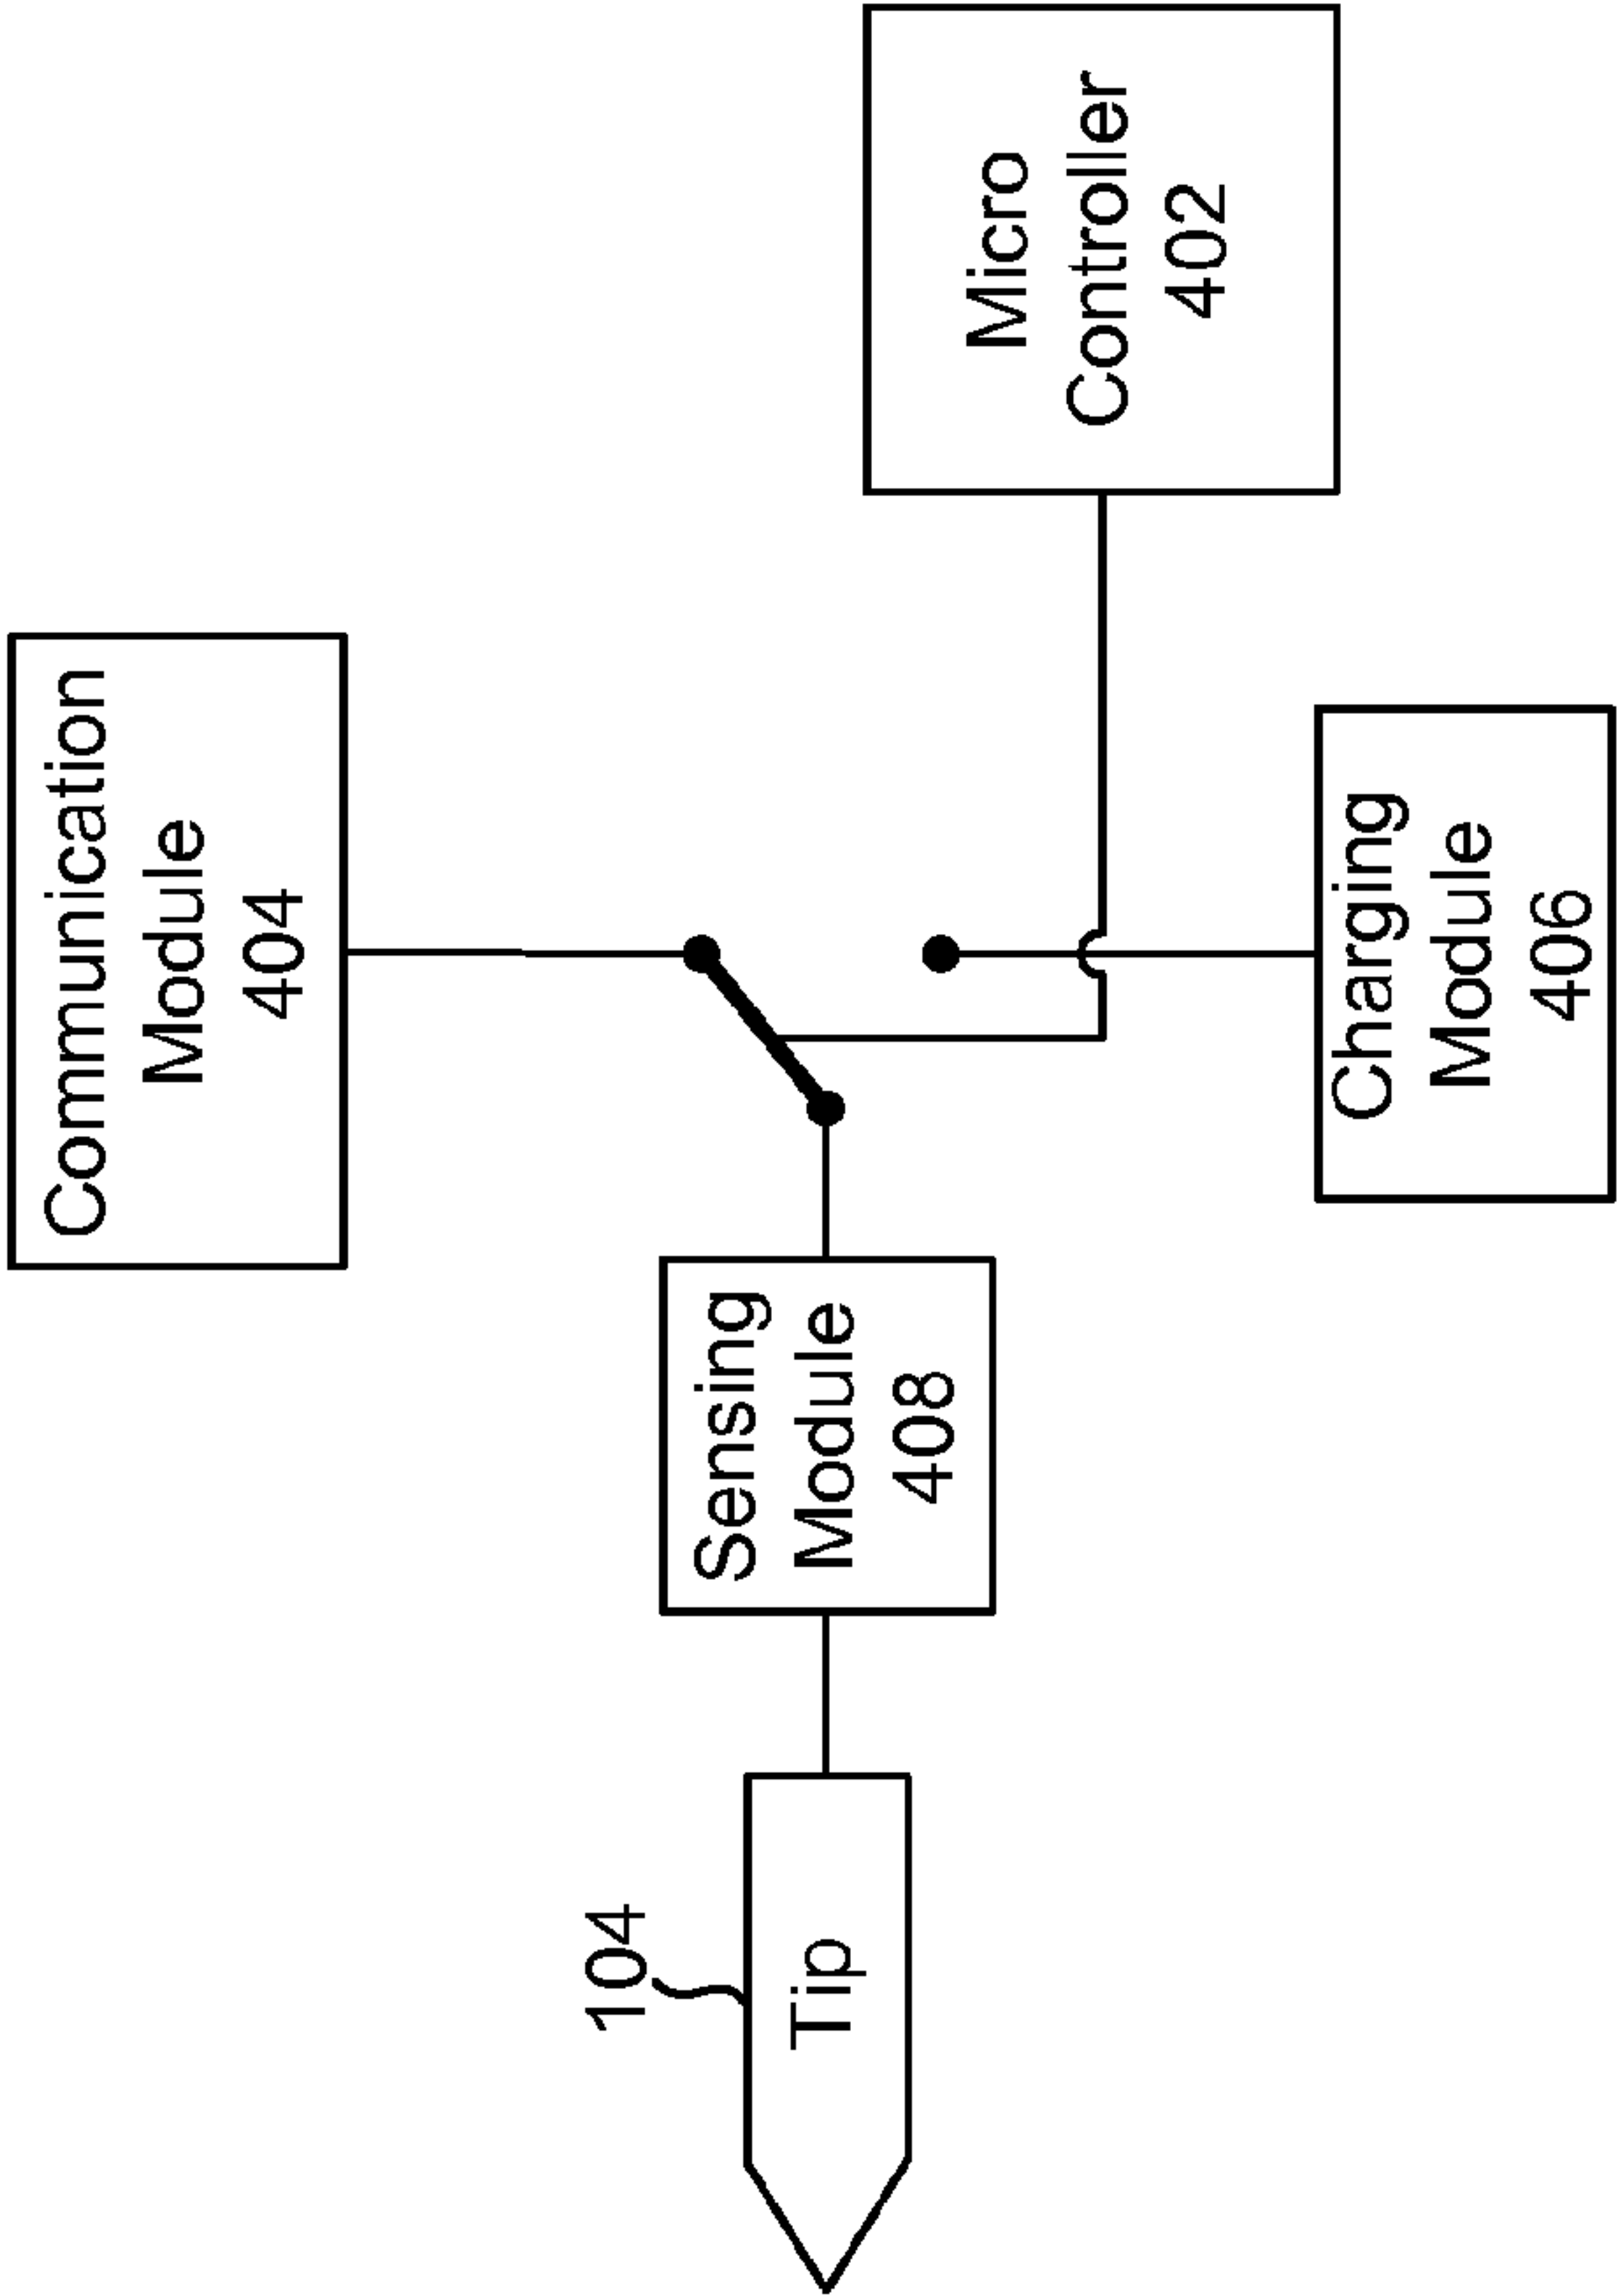 Communication
Module
404
Micro
Controller
402
Sensing
Module
408
Charging
Module
406
104
Tip